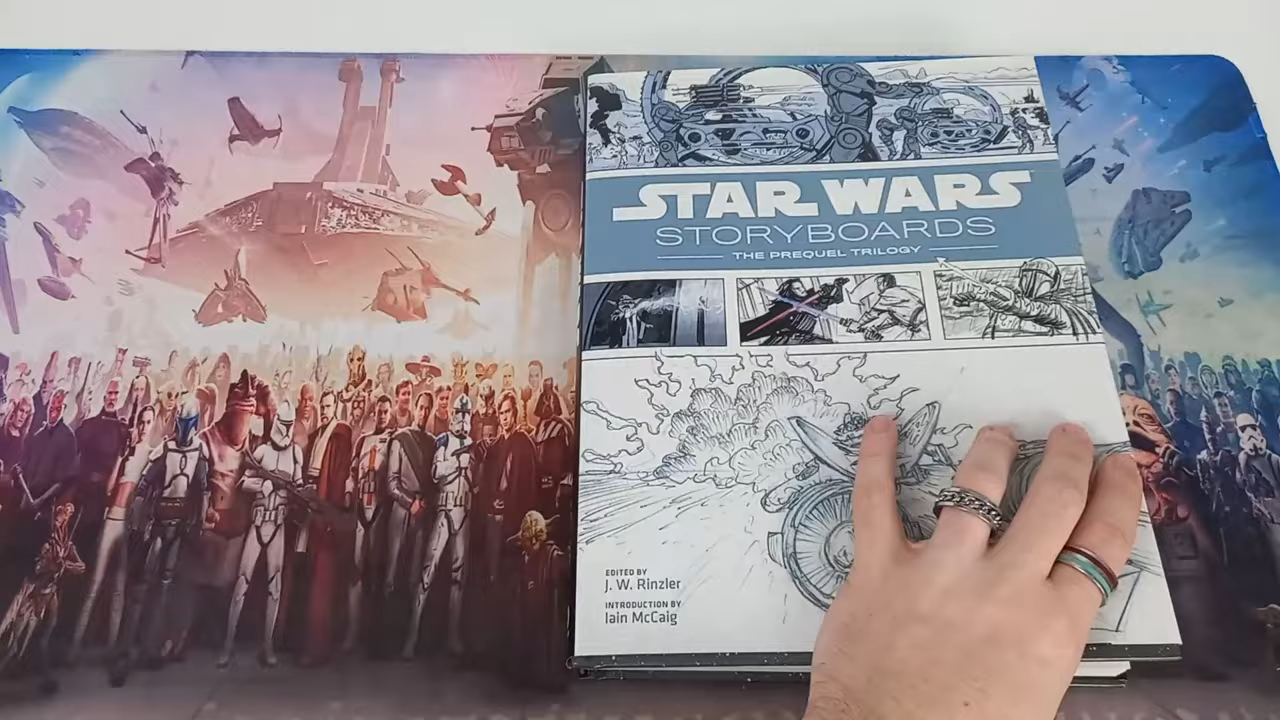 STAR WARS
STORYBOARDS
THE PREQUEL TRILOGY
EDITED BY
J. W. Rinzler
INTRODUCTION BY
Iain McCaig